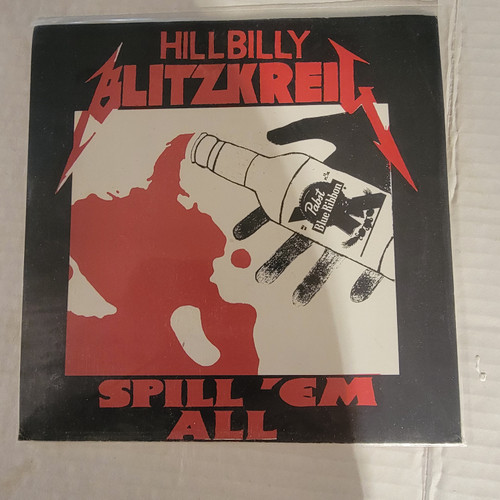 HILLBILLY
BLITZKREIG
Pabst
Blue Ribbon
SPILL 'EM
ALL